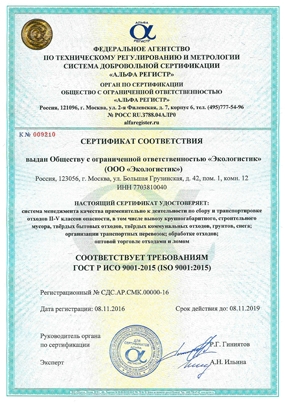 АЛЬФА
РЕГИСТР
ФЕДЕРАЛЬНОЕ АГЕНТСТВО
ПО ТЕХНИЧЕСКОМУ РЕГУЛИРОВАНИЮ И МЕТРОЛОГИИ
СИСТЕМА ДОБРОВОЛЬНОЙ СЕРТИФИКАЦИИ
«АЛЬФА РЕГИСТР»
ОРГАН ПО СЕРТИФИКАЦИИ
ОБЩЕСТВО С ОГРАНИЧЕННОЙ ОТВЕТСТВЕННОСТЬЮ
«АЛЬФА РЕГИСТР»
Россия, 121096, г. Москва, ул. 2-я Филевская, д. 7, корпус 6, тел. (495)777-54-96
№ РОСС RU.З788.04АЛР0
alfaregister.ru
К № 009210
СЕРТИФИКАТ СООТВЕТСТВИЯ
выдан Обществу с ограниченной ответственностью «Экологистик»
(ООО «Экологистик»)
Россия, 123056, г. Москва, ул. Большая Грузинская, д. 42, пом. 1, комн. 12
ИНН 7703810040
НАСТОЯЩИЙ СЕРТИФИКАТ УДОСТОВЕРЯЕТ:
система менеджмента качества применительно к деятельности по сбору и транспортировке
отходов II-V классов опасности, в том числе вывозу крупногабаритного, строительного
мусора, твёрдых бытовых отходов, твёрдых коммунальных отходов, грунтов, снега;
организация транспортных перевозок; обработке отходов;
оптовой торговле отходами и ломом
СООТВЕТСТВУЕТ ТРЕБОВАНИЯМ
ГОСТ Р ИСО 9001-2015 (ISO 9001:2015)
Регистрационный № СДС.АР.СМК.00000-16
Дата регистрации: 08.11.2016 Срок действия до: 08.11.2019
Руководитель органа
по сертификации Р.Г. Гиниятов
Эксперт А.Н. Ильина